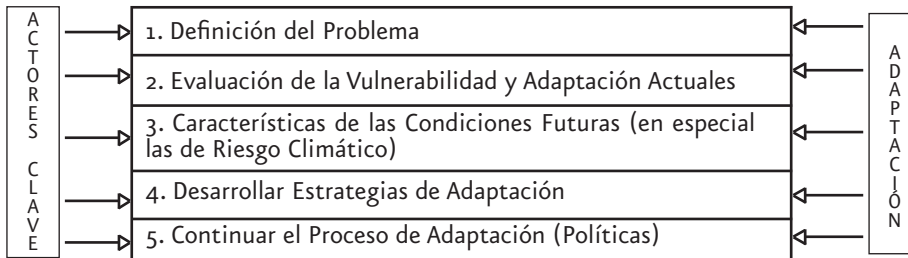 ACTORES CLAVE
1. Definición del Problema
2. Evaluación de la Vulnerabilidad y Adaptación Actuales
3. Características de las Condiciones Futuras (en especial
las de Riesgo Climático)
4. Desarrollar Estrategias de Adaptación
5. Continuar el Proceso de Adaptación (Políticas)
ADAPTACIÓN